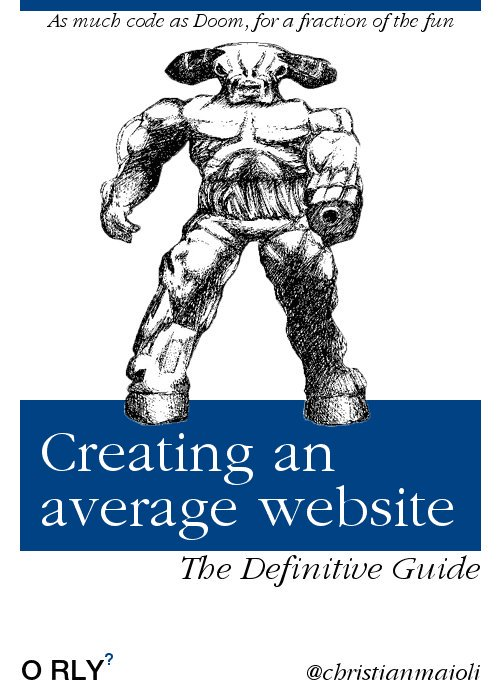 As much code as Doom, for a fraction of the fun
Creating an
average website
The Definitive Guide
O RLY?
@christianmaioli